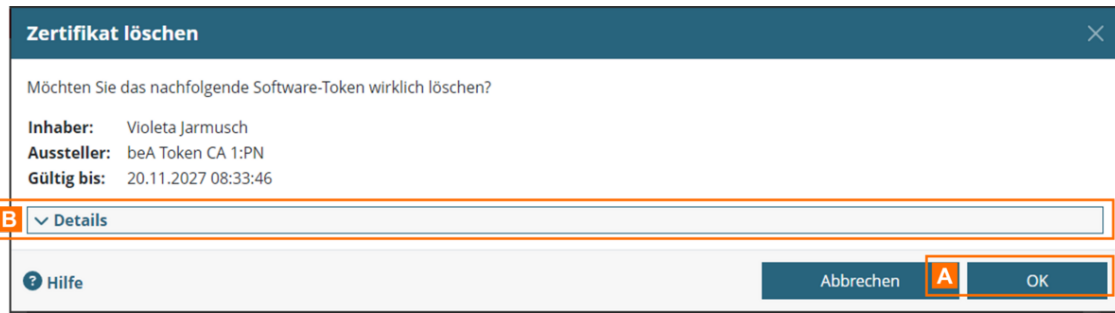 Zertifikat löschen
Möchten Sie das nachfolgende Software-Token wirklich löschen?
Inhaber: Violeta Jarmusch
Aussteller: beA Token CA 1:PN
Gültig bis: 20.11.2027 08:33:46
B Details
? Hilfe
Abbrechen A OK